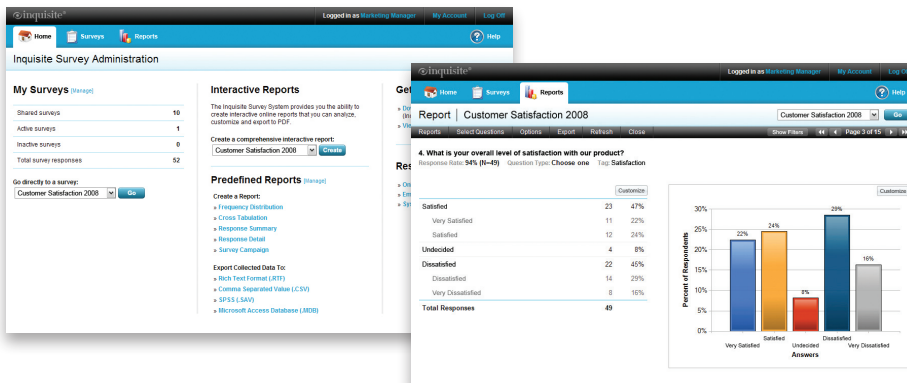 inquisite®
Logged in as Marketing Manager My Account Log Off
Home Surveys Reports Help
Inquisite Survey Administration
My Surveys [Manage]
Shared surveys 10
Active surveys 1
Inactive surveys 0
Total survey responses 52
Go directly to a survey:
Customer Satisfaction 2008 Go
Interactive Reports
The Inquisite Survey System provides you the ability to
create interactive online reports that you can analyze,
customize and export to PDF.
Create a comprehensive interactive report:
Customer Satisfaction 2008 Create
Predefined Reports [Manage]
Create a Report:
» Frequency Distribution
» Cross Tabulation
» Response Summary
» Response Detail
» Survey Campaign
Export Collected Data To:
» Rich Text Format (.RTF)
» Comma Separated Value (.CSV)
» SPSS (.SAV)
» Microsoft Access Database (.MDB)
inquisite®
Logged in as Marketing Manager My Account
Home Surveys Reports Help
Report Customer Satisfaction 2008
Customer Satisfaction 2008 Go
Reports Select Questions Options Export Refresh Close
Show Filters Page 3 of 15
4. What is your overall level of satisfaction with our product?
Response Rate: 94% (N=49) Question Type: Choose one Tag: Satisfaction
Customize
Satisfied 23 47%
Very Satisfied 11 22%
Satisfied 12 24%
Undecided 4 8%
Dissatisfied 22 45%
Dissatisfied 14 29%
Very Dissatisfied 8 16%
Total Responses 49
Customize
Percent of Respondents
30%
25%
20%
15%
10%
5%
0%
22%
24%
8%
29%
16%
Very Satisfied
Satisfied
Undecided
Dissatisfied
Very Dissatisfied
Answers